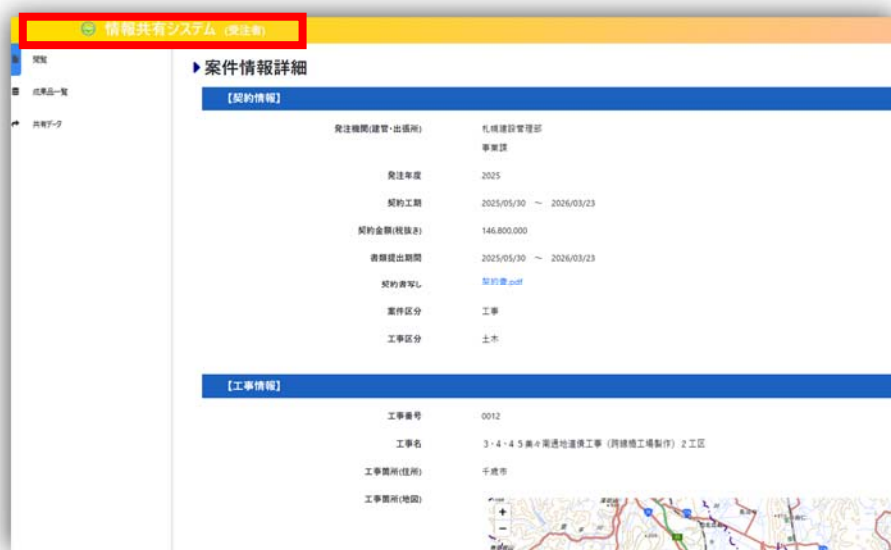 情報共有システム (受注者)
閲覧
成果品一覧
共有データ
案件情報詳細
【契約情報】
発注機関(建管・出張所) 札幌建設管理部
事業課
発注年度 2025
契約工期 2025/05/30 ～ 2026/03/23
契約金額(税抜き) 146,800,000
書類提出期間 2025/05/30 ～ 2026/03/23
契約書写し 契約書.pdf
案件区分 工事
工事区分 土木
【工事情報】
工事番号 0012
工事名 3・4・4 5美々南通地道債工事（跨線橋工場製作）2工区
工事箇所(住所) 千歳市
工事箇所(地図)
+
−